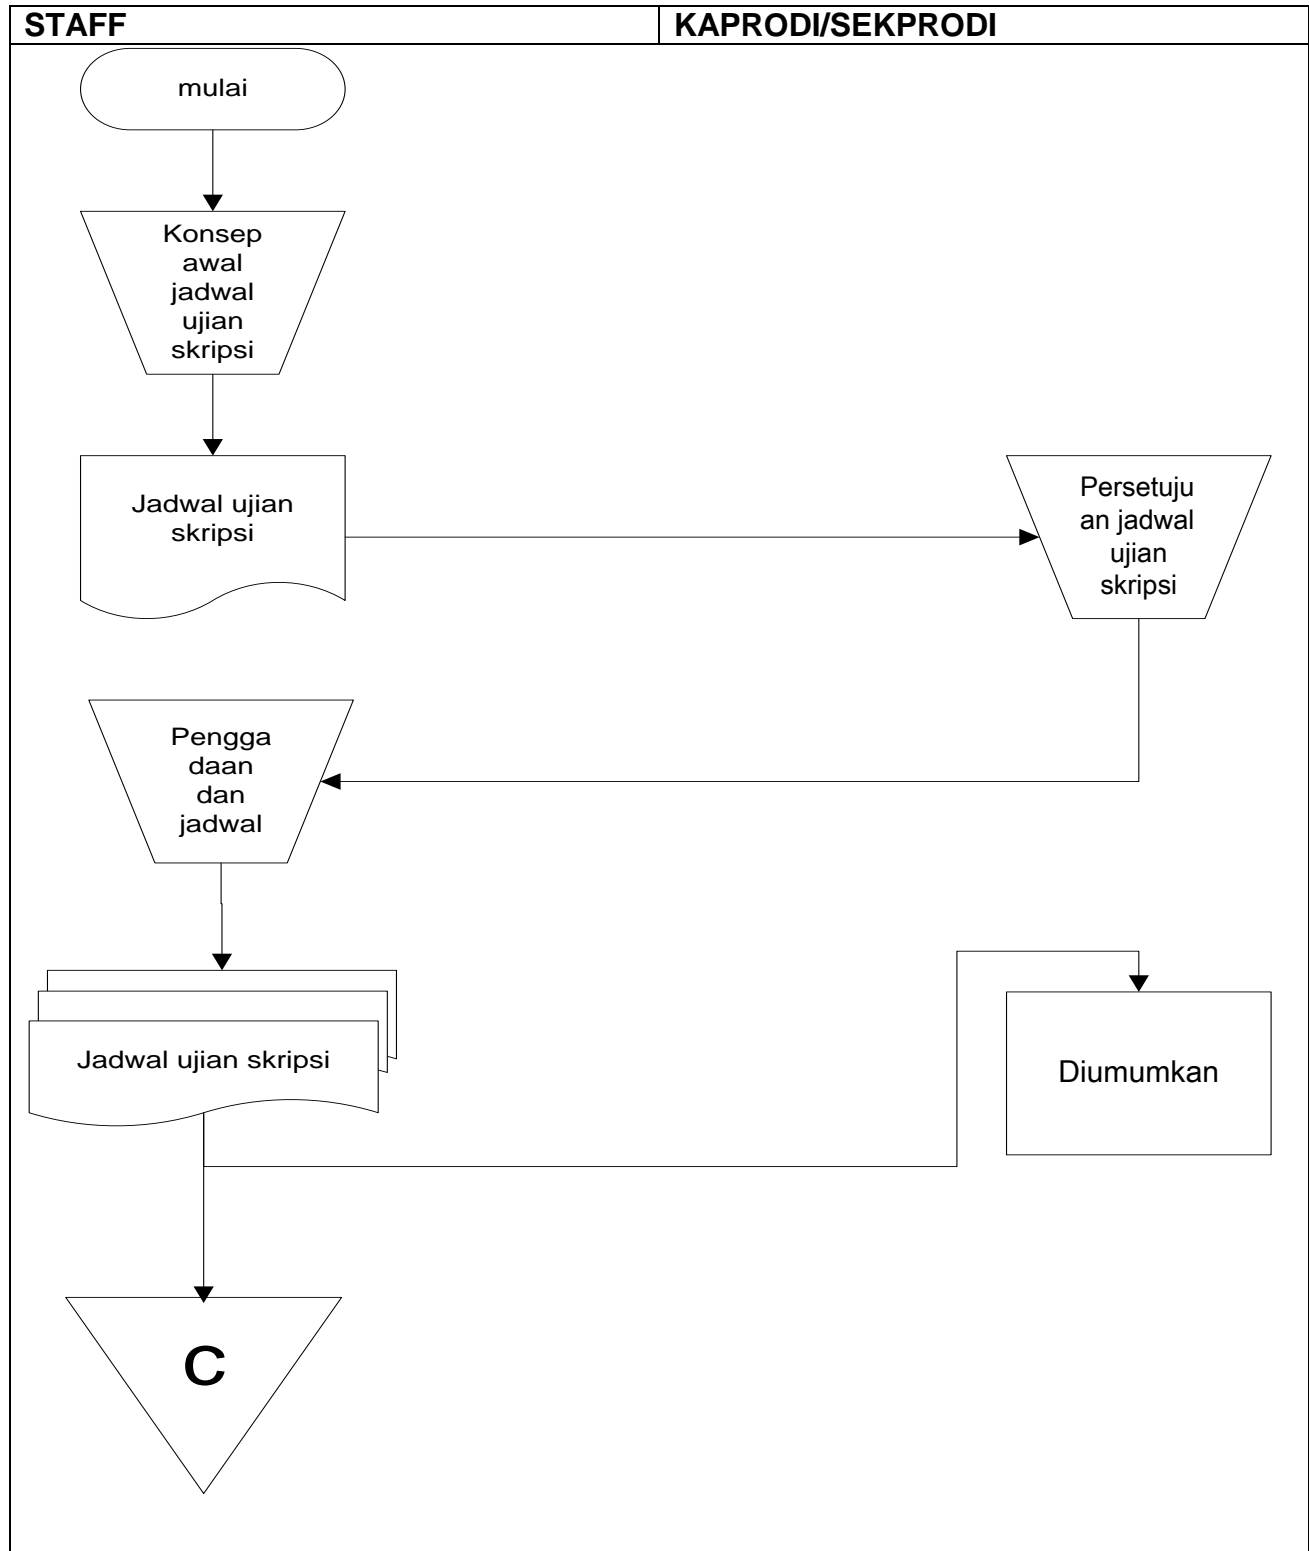 STAFF
KAPRODI/SEKPRODI
mulai
Konsep
awal
jadwal
ujian
skripsi
Jadwal ujian
skripsi
Persetuju
an jadwal
ujian
skripsi
Pengga
daan
dan
jadwal
Jadwal ujian skripsi
Diumumkan
C